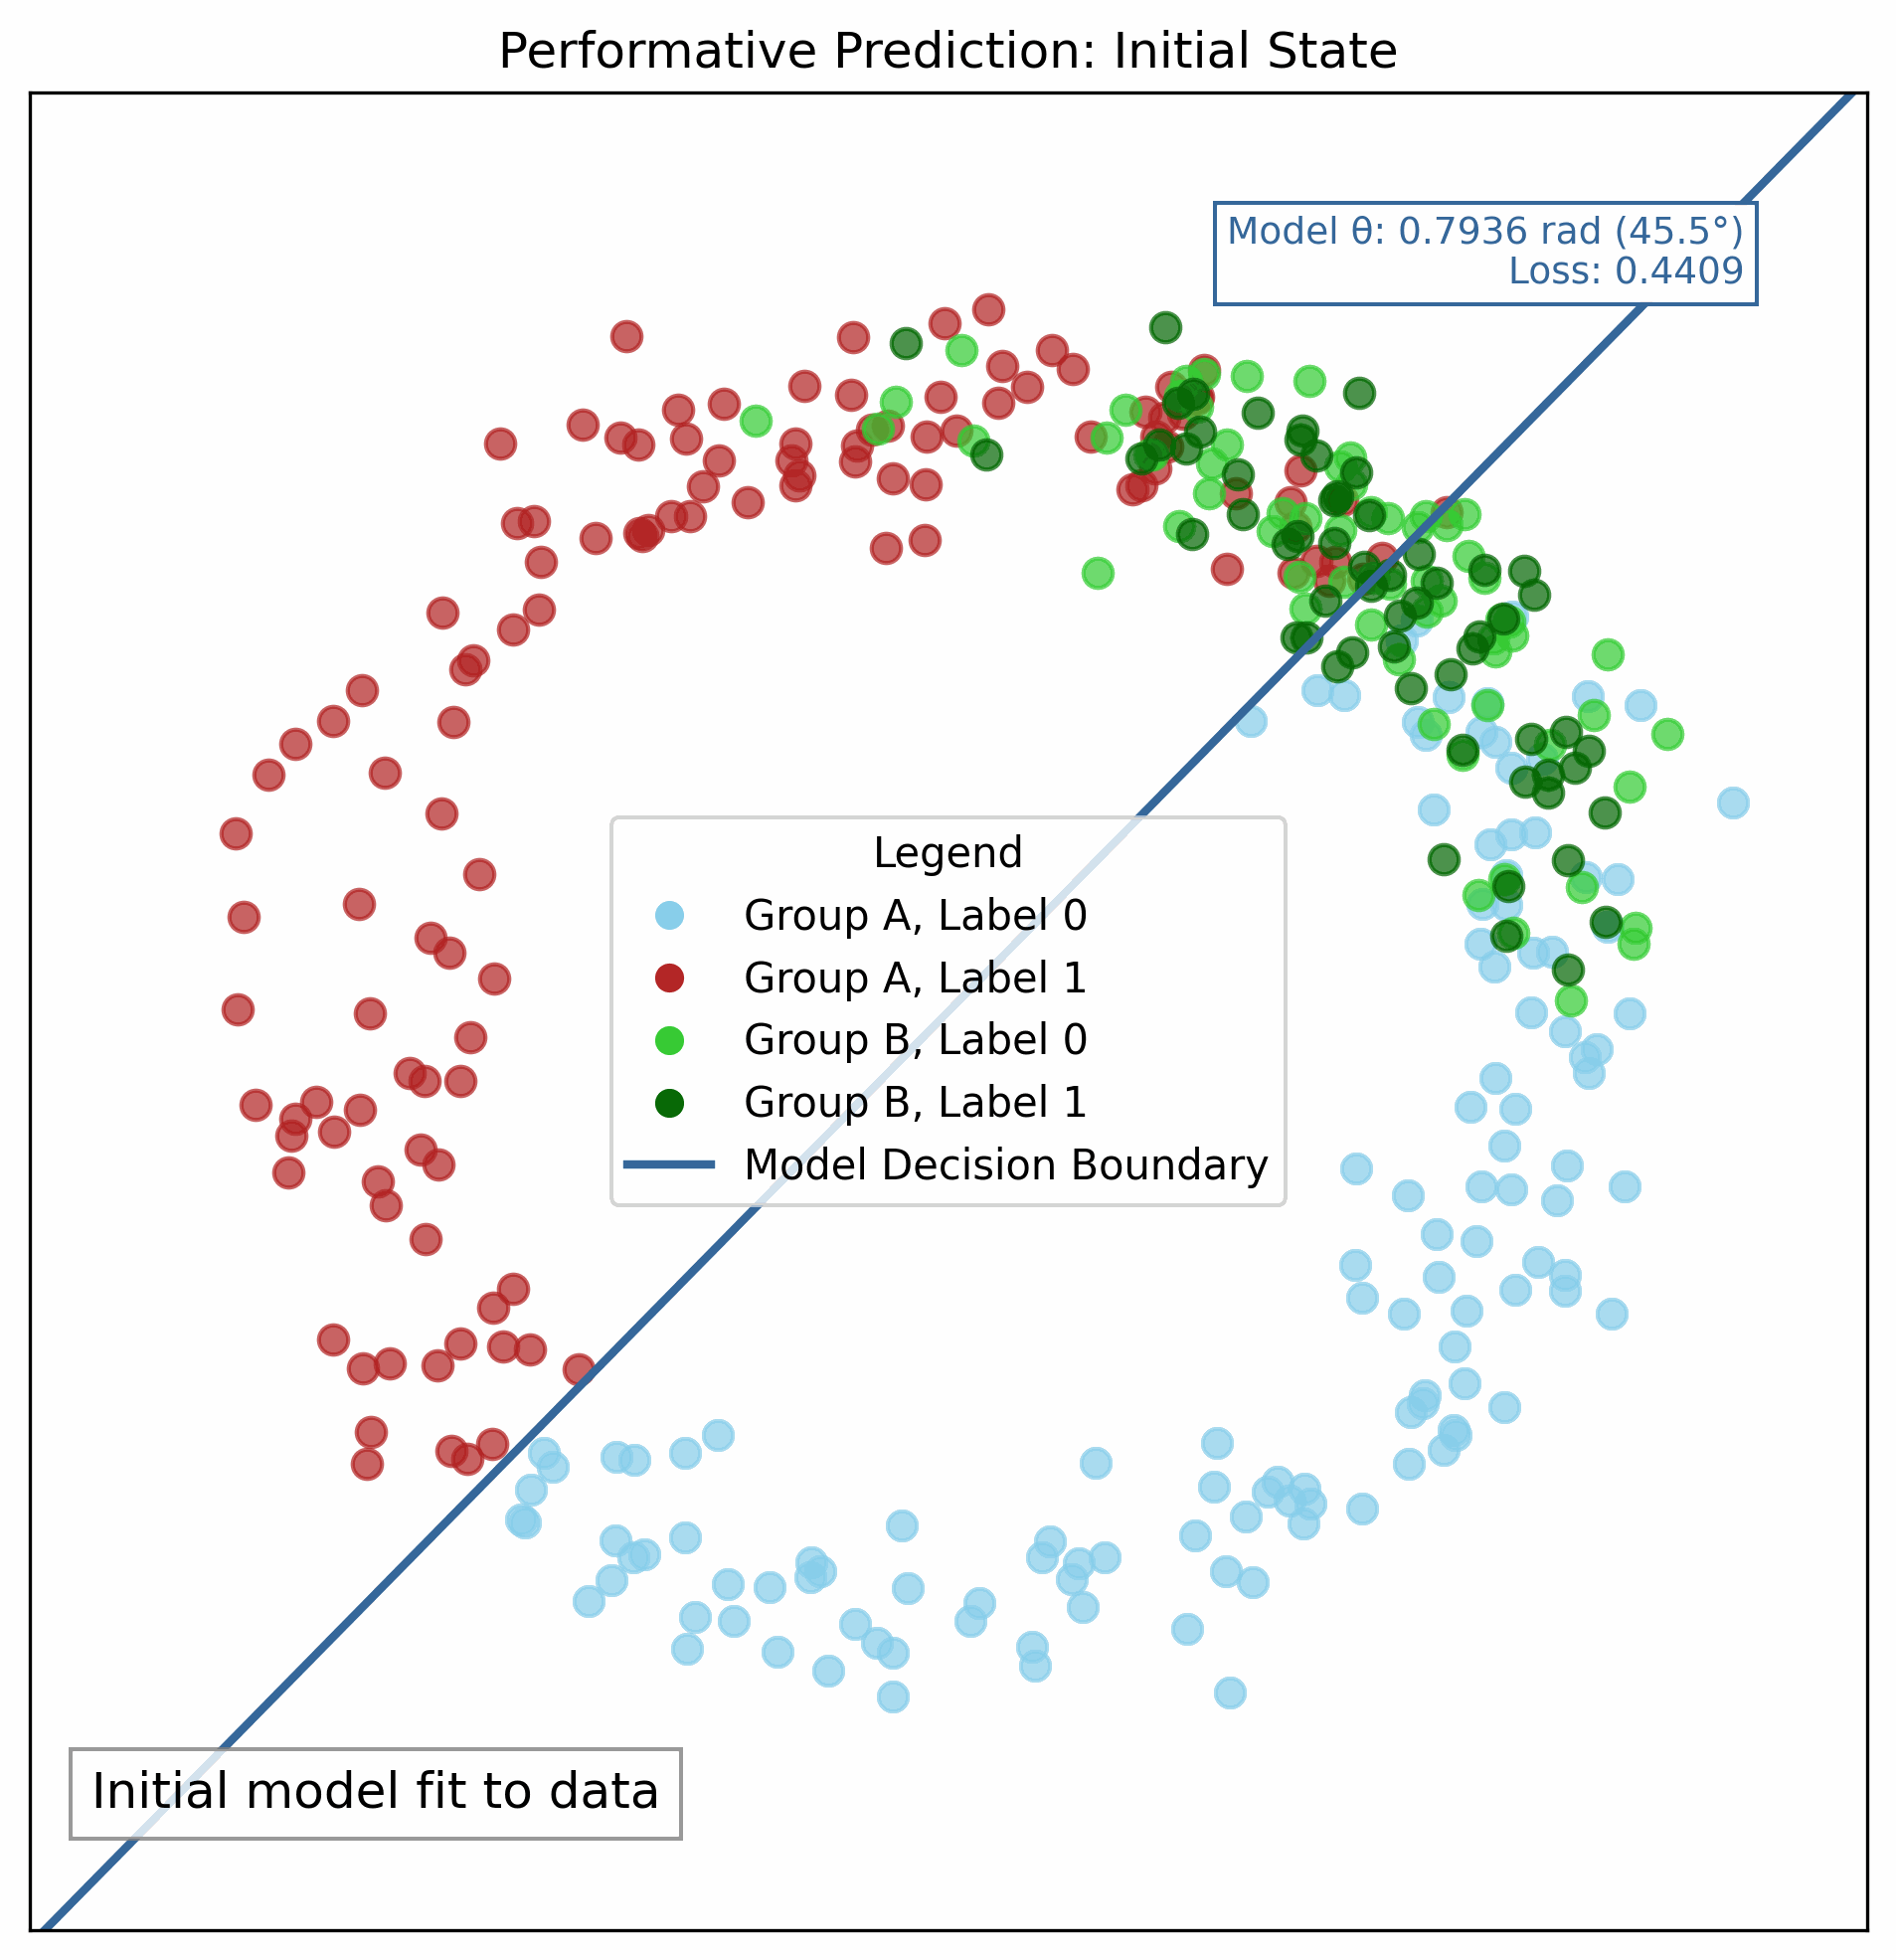 Performative Prediction: Initial State
Model θ: 0.7936 rad (45.5°)
Loss: 0.4409
Legend
Group A, Label 0
Group A, Label 1
Group B, Label 0
Group B, Label 1
Model Decision Boundary
Initial model fit to data